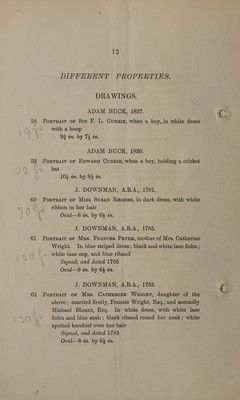 12
DIFFERENT PROPERTIES.
DRAWINGS.
ADAM BUCK, 1827.
58 PORTRAIT OF SIR F. L. CURRIE, when a boy, in white dress
with a hoop
9¾ in. by 7½ in.
ADAM BUCK, 1830.
59 PORTRAIT OF EDWARD CURRIE, when a boy, holding a cricket
bat
10½ in. by 8½ in.
J. DOWNMAN, A.R.A., 1781.
60 PORTRAIT OF MISS SUSAN in dark dress, with white
ribbon in her hair
Oval—8 in. by 6½ in.
J. DOWNMAN, A.R.A., 1785.
61 PORTRAIT OF MRS. FRANCES PETER, mother of Mrs. Catherine
Wright. In blue striped dress; black and white lace fichu;
white lace cap, and blue riband
Signed, and dated 1785
Oval—8 in. by 6½ in.
J. DOWNMAN, A.R.A., 1783.
62 PORTRAIT OF MRS. CATHERINE WRIGHT, daughter of the
above; married firstly, Francis Wright, Esq., and secondly
Michael Blount, Esq. In white dress, with white lace
fichu and blue sash; black riband round her neck; white
spotted kerchief over her hair
Signed, and dated 1783
Oval—8 in. by 6½ in.